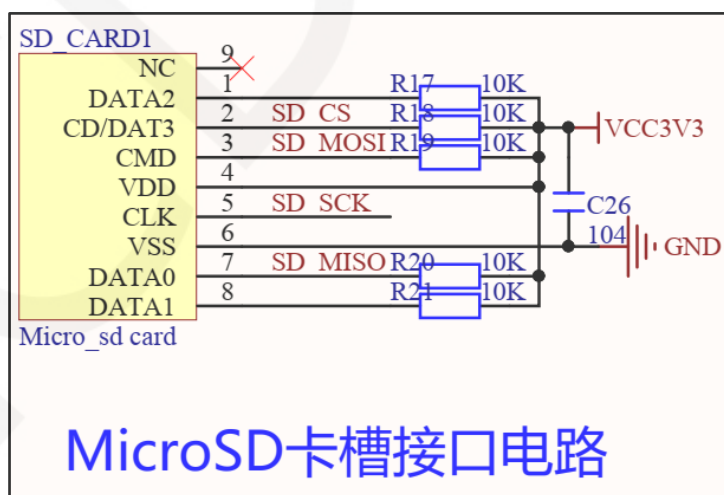 SD_CARD1
NC 9
DATA2 1 R17 10K
CD/DAT3 2 SD_CS R18 10K VCC3V3
CMD 3 SD_MOSI R19 10K
VDD 4
CLK 5 SD_SCK C26
VSS 6 104 GND
DATA0 7 SD_MISO R20 10K
DATA1 8 R21 10K
Micro_sd card
MicroSD卡槽接口电路